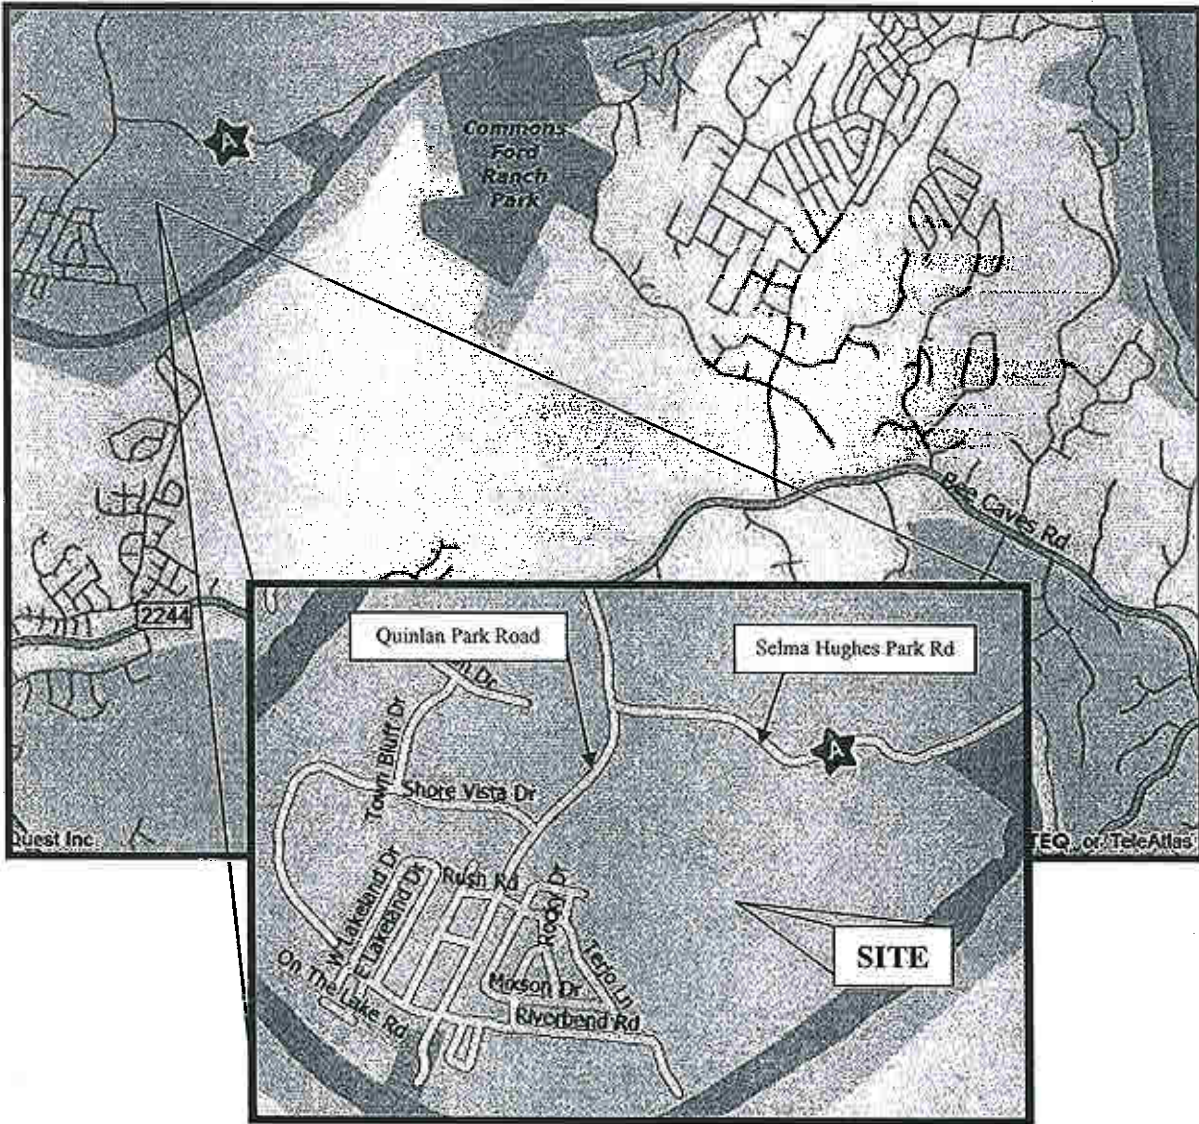 A
Commons
Ford
Ranch
Park
Bee Caves Rd
2244
Quinlan Park Road
Selma Hughes Park Rd
n Dr
Town Bluff Dr
A
Shore Vista Dr
Quest Inc
TEQ or TeleAtlas
W Lakeland Dr
E Lakeland Dr
Rush Rd
Rocky Dr
Terjo Ln
SITE
On The Lake Rd
Mixson Dr
Riverbend Rd